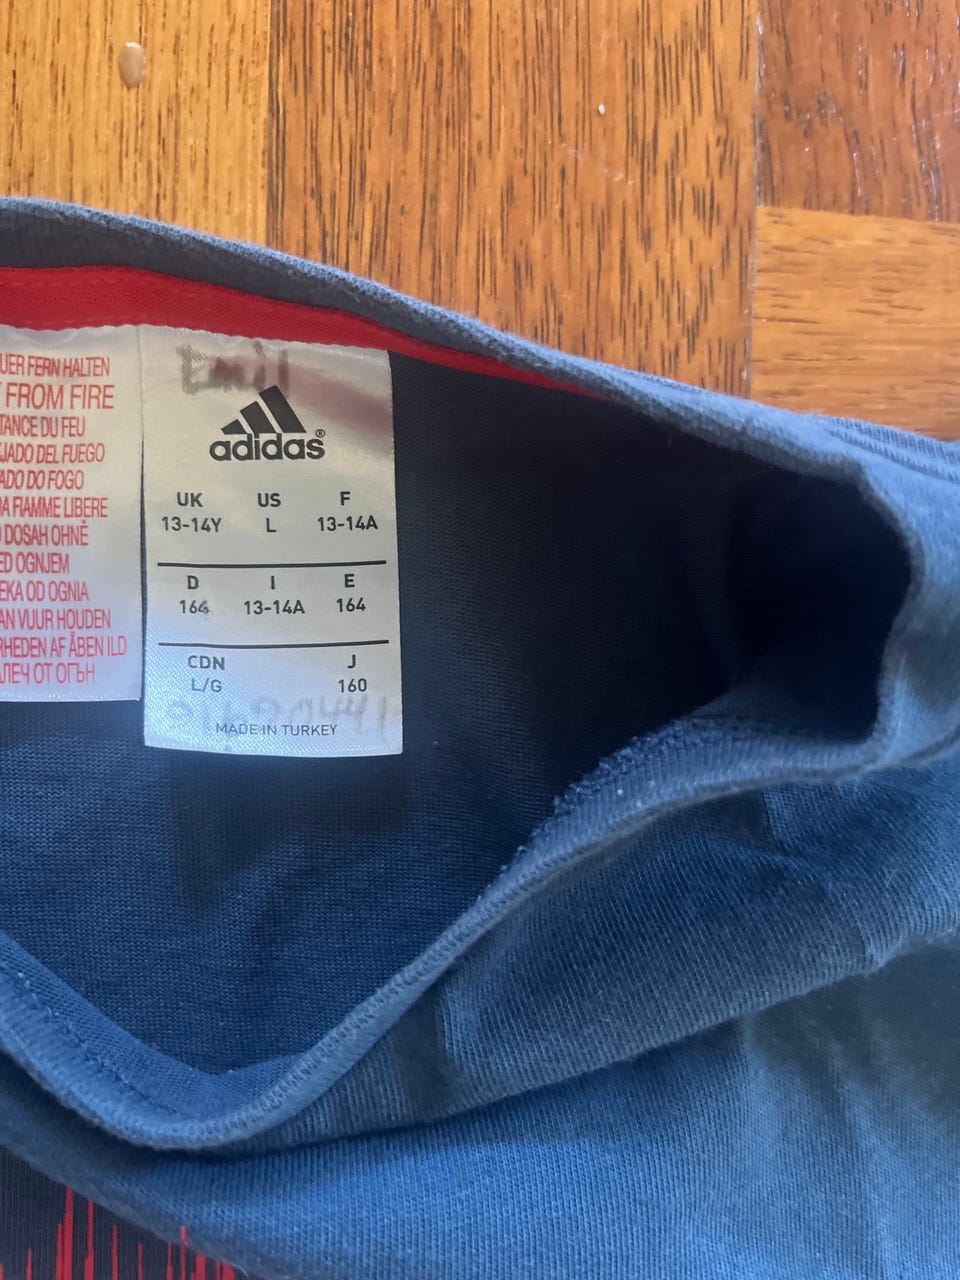 UER FERN HALTEN
FROM FIRE
TANCE DU FEU
JADO DEL FUEGO
ADO DO FOGO
DA FIAMME LIBERE
DOSAH OHNĚ
ED OGNJEM
EKA OD OGNIA
AN VUUR HOUDEN
RHEDEN AF ÅBEN ILD
ЛЕЧ ОТ ОГЪН
Emil
adidas®
UK US F
13-14Y L 13-14A
D I E
164 13-14A 164
CDN J
L/G 160
MADE IN TURKEY